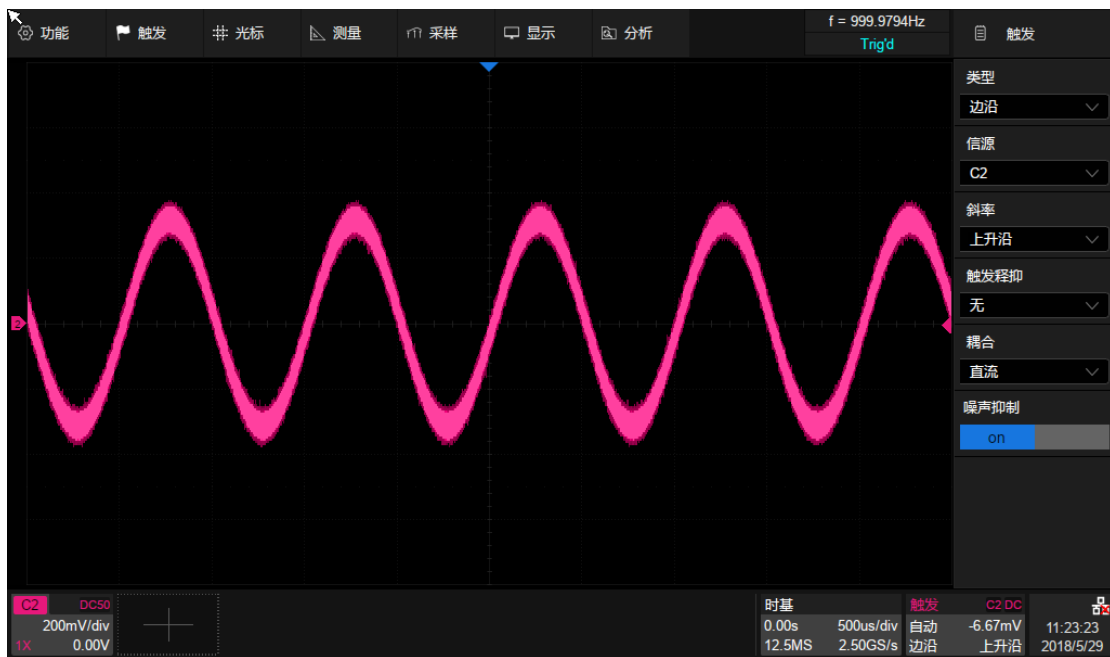 功能 触发 光标 测量 采样 显示 分析
f = 999.9794Hz
Trig'd
触发
类型
边沿
信源
C2
斜率
上升沿
触发释抑
无
耦合
直流
噪声抑制
on
2
C2 DC50
200mV/div
1X 0.00V
时基
0.00s 500us/div
12.5MS 2.50GS/s
触发 C2 DC
自动 -6.67mV
边沿 上升沿
11:23:23
2018/5/29